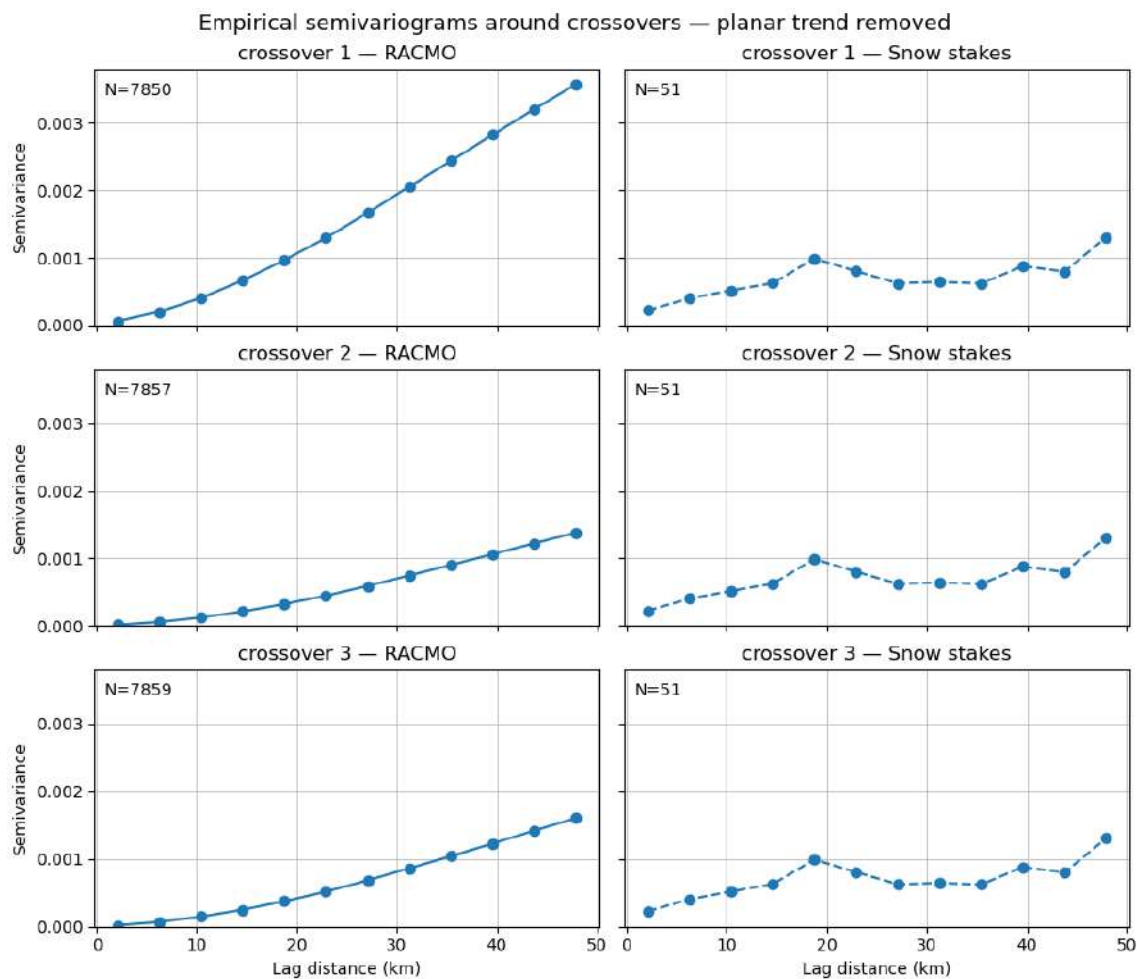 Empirical semivariograms around crossovers — planar trend removed
crossover 1 — RACMO
crossover 1 — Snow stakes
N=7850
N=51
0.003
0.002
0.001
0.000
Semivariance
crossover 2 — RACMO
crossover 2 — Snow stakes
N=7857
N=51
0.003
0.002
0.001
0.000
Semivariance
crossover 3 — RACMO
crossover 3 — Snow stakes
N=7859
N=51
0.003
0.002
0.001
0.000
Semivariance
0 10 20 30 40 50
0 10 20 30 40 50
Lag distance (km)
Lag distance (km)